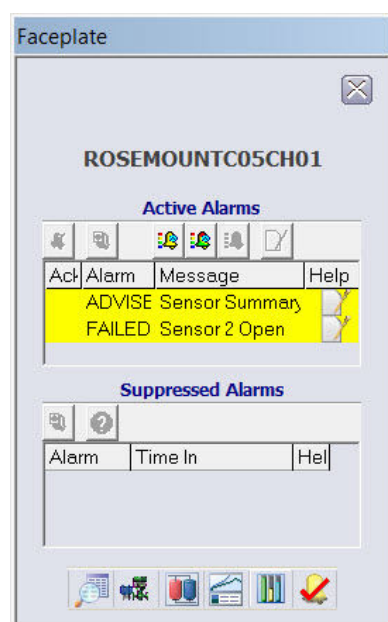 Faceplate
ROSEMOUNTC05CH01
Active Alarms
Ack Alarm Message Help
ADVISE Sensor Summary
FAILED Sensor 2 Open
Suppressed Alarms
Alarm Time In Hel